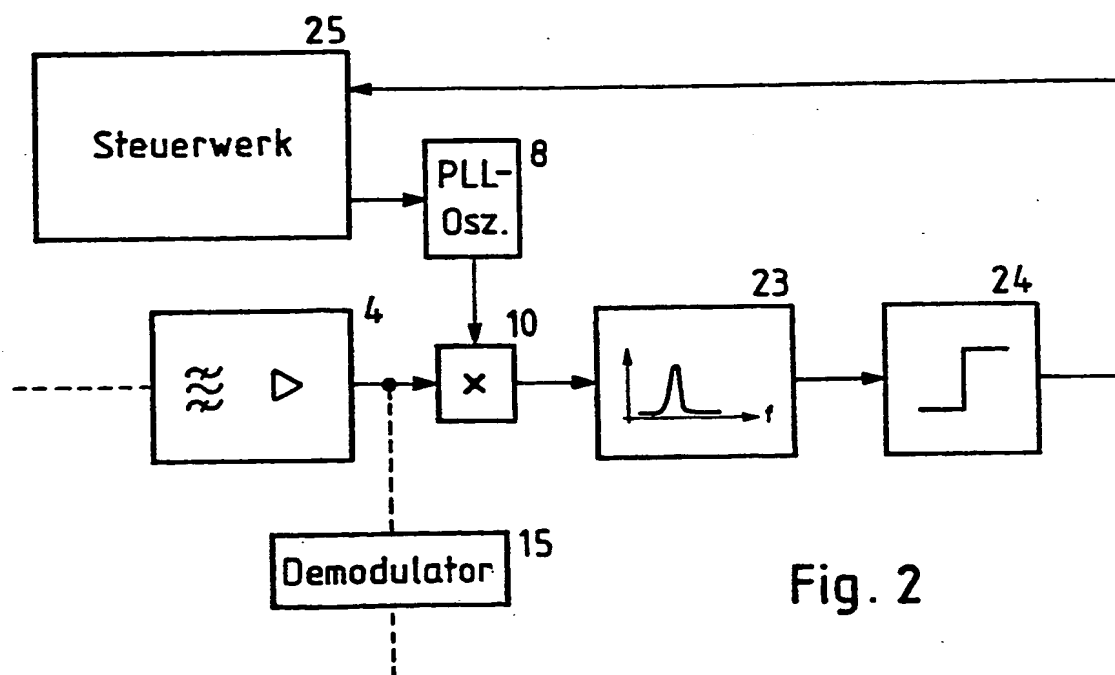 25
Steuerwerk
8
PLL-
Osz.
4
10
x
23
f
24
15
Demodulator
Fig. 2